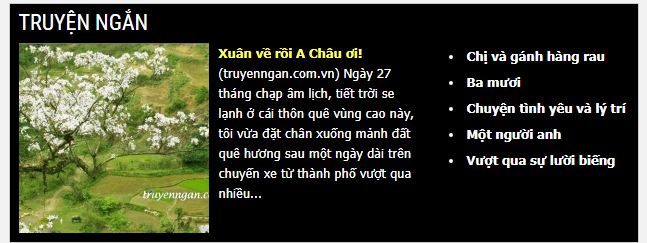 TRUYỆN NGẮN
Xuân về rồi A Châu ơi!
(truyenngan.com.vn) Ngày 27
tháng chạp âm lịch, tiết trời se
lạnh ở cái thôn quê vùng cao này,
tôi vừa đặt chân xuống mảnh đất
quê hương sau một ngày dài trên
chuyến xe từ thành phố vượt qua
nhiều...
truyenngan.c
• Chị và gánh hàng rau
• Ba mươi
• Chuyện tình yêu và lý trí
• Một người anh
• Vượt qua sự lười biếng